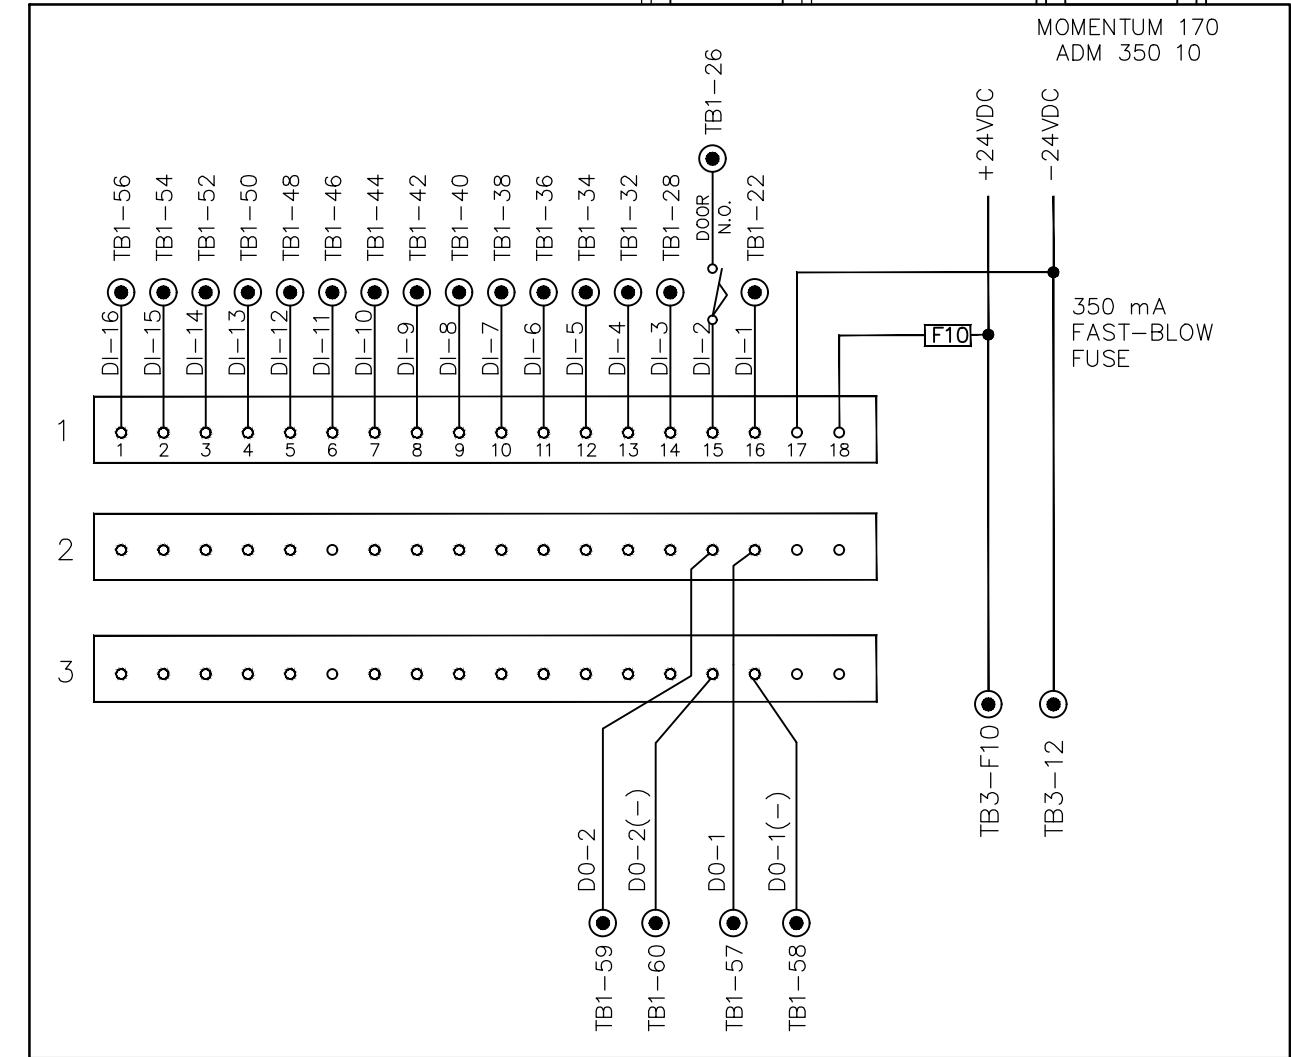 MOMENTUM 170
ADM 350 10
TB1-56
TB1-54
TB1-52
TB1-50
TB1-48
TB1-46
TB1-44
TB1-42
TB1-40
TB1-38
TB1-36
TB1-34
TB1-32
TB1-28
TB1-26
TB1-22
+24VDC
-24VDC
DOOR
N.O.
DI-16
DI-15
DI-14
DI-13
DI-12
DI-11
DI-10
DI-9
DI-8
DI-7
DI-6
DI-5
DI-4
DI-3
DI-2
DI-1
F10
350 mA
FAST-BLOW
FUSE
1
1 2 3 4 5 6 7 8 9 10 11 12 13 14 15 16 17 18
2
3
TB3-F10
TB3-12
DO-2
DO-2(-)
DO-1
DO-1(-)
TB1-59
TB1-60
TB1-57
TB1-58